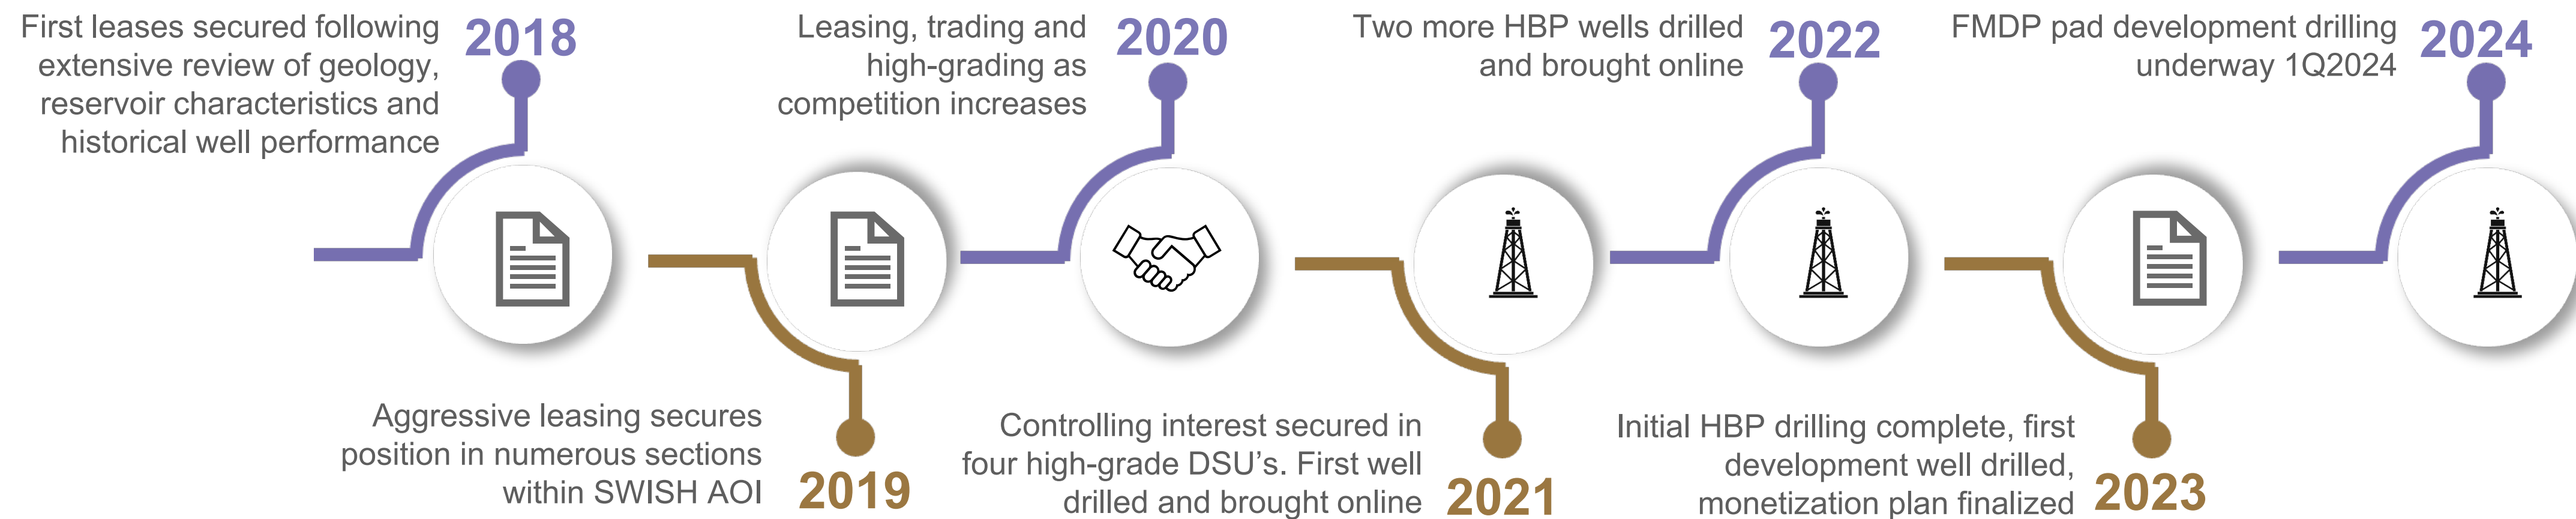 First leases secured following
extensive review of geology,
reservoir characteristics and
historical well performance
2018
Aggressive leasing secures
position in numerous sections
within SWISH AOI
2019
Leasing, trading and
high-grading as
competition increases
2020
Controlling interest secured in
four high-grade DSU's. First well
drilled and brought online
2021
Two more HBP wells drilled
and brought online
2022
Initial HBP drilling complete, first
development well drilled,
monetization plan finalized
2023
FMDP pad development drilling
underway 1Q2024
2024